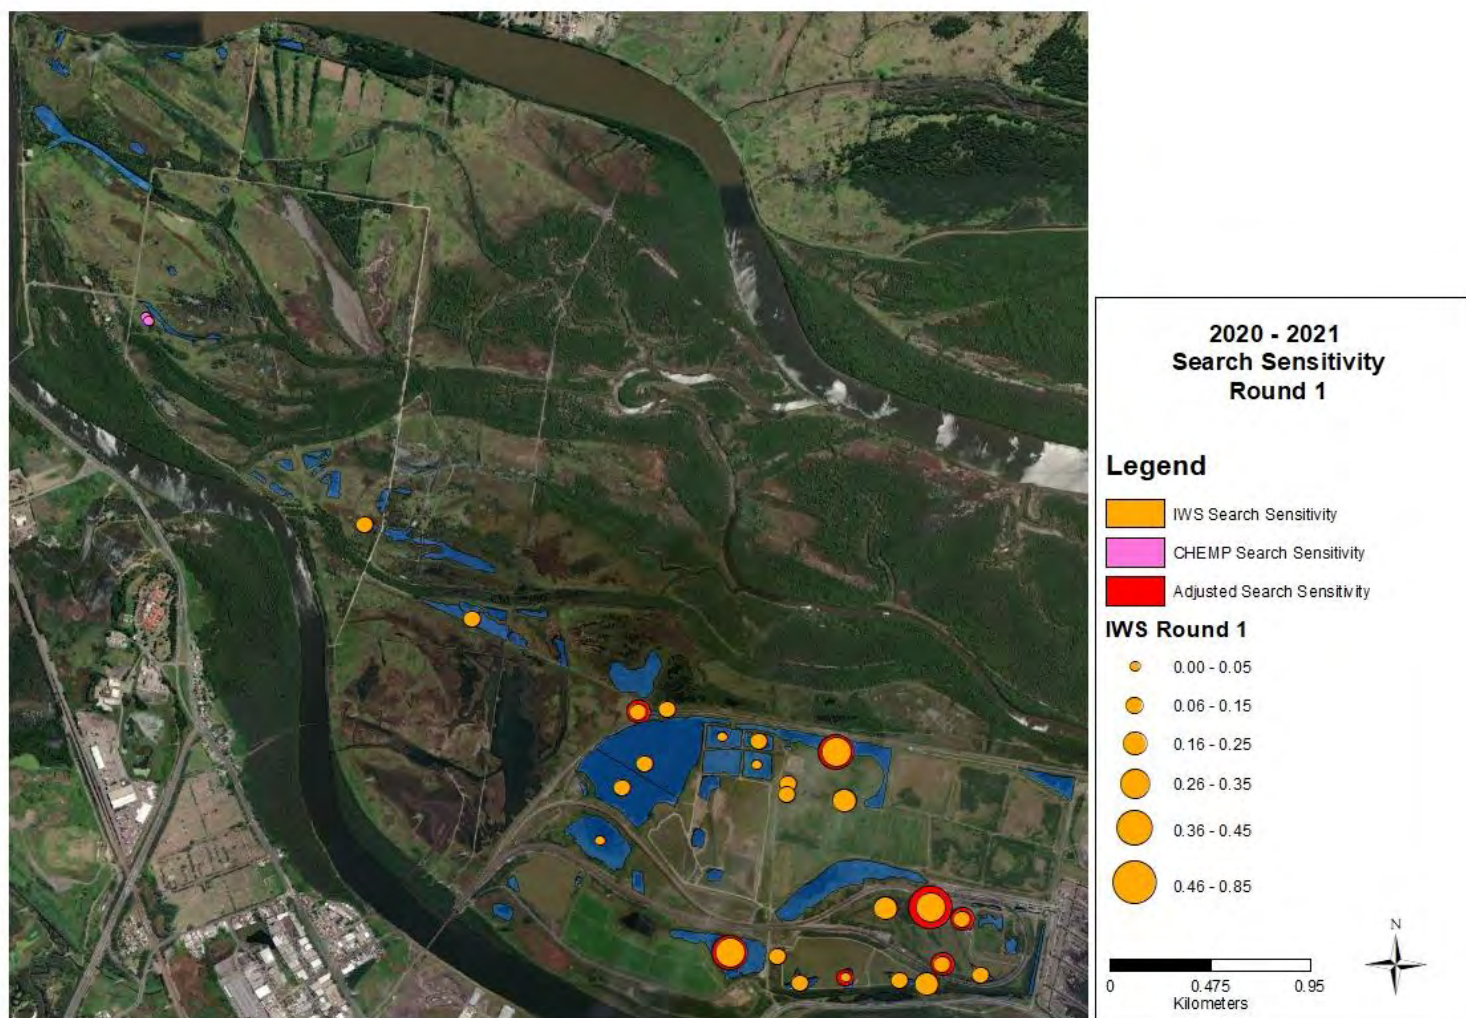 2020 - 2021
Search Sensitivity
Round 1
Legend
IWS Search Sensitivity
CHEMP Search Sensitivity
Adjusted Search Sensitivity
IWS Round 1
0.00 - 0.05
0.06 - 0.15
0.16 - 0.25
0.26 - 0.35
0.36 - 0.45
0.46 - 0.85
N
0 0.475 0.95
Kilometers